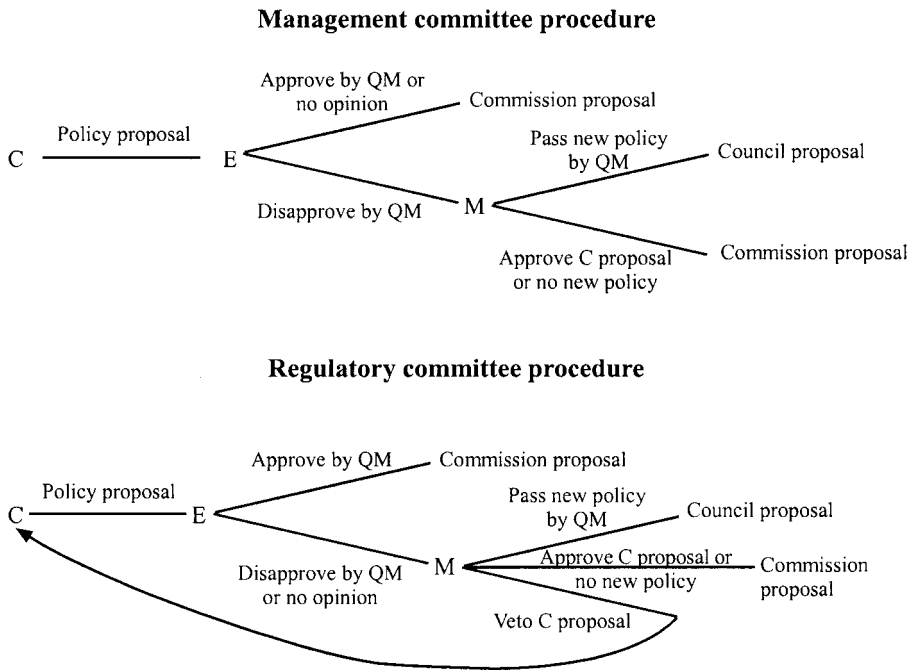 Management committee procedure
Approve by QM or
no opinion
Commission proposal
Policy proposal
Pass new policy
by QM
Council proposal
C
E
Disapprove by QM
M
Approve C proposal
or no new policy
Commission proposal
Regulatory committee procedure
Approve by QM
Commission proposal
Policy proposal
Pass new policy
by QM
Council proposal
C
E
Disapprove by QM
or no opinion
M
Approve C proposal or
no new policy
Commission
proposal
Veto C proposal